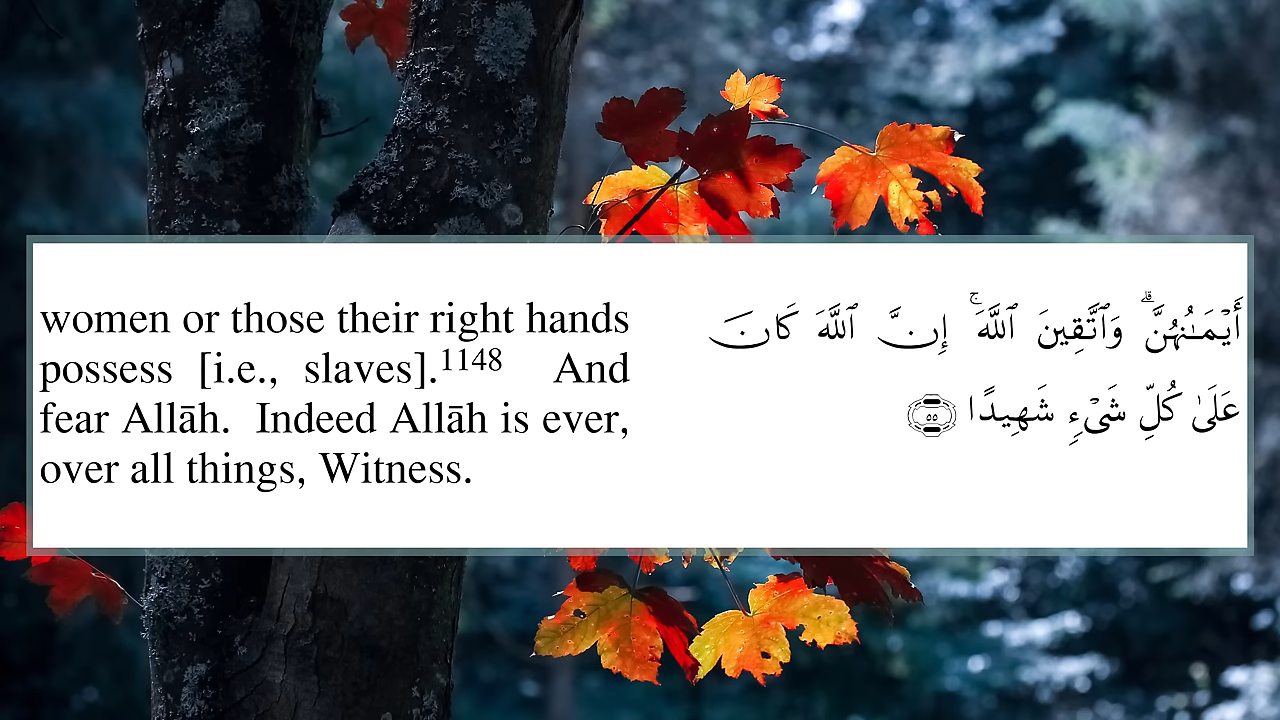 women or those their right hands
possess [i.e., slaves].1148 And
fear Allāh. Indeed Allāh is ever,
over all things, Witness.
أَيْمَـٰنُهُنَّ ۗ وَٱتَّقِينَ ٱللَّهَ ۚ إِنَّ ٱللَّهَ كَانَ
عَلَىٰ كُلِّ شَىْءٍ شَهِيدًا ٥٥